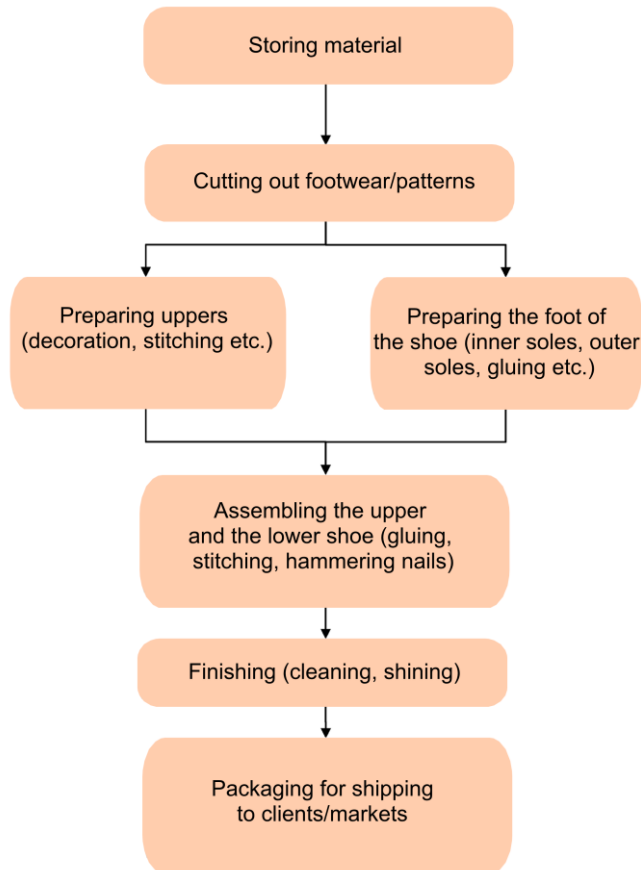 Storing material
Cutting out footwear/patterns
Preparing uppers
(decoration, stitching etc.)
Preparing the foot of
the shoe (inner soles, outer
soles, gluing etc.)
Assembling the upper
and the lower shoe (gluing,
stitching, hammering nails)
Finishing (cleaning, shining)
Packaging for shipping
to clients/markets